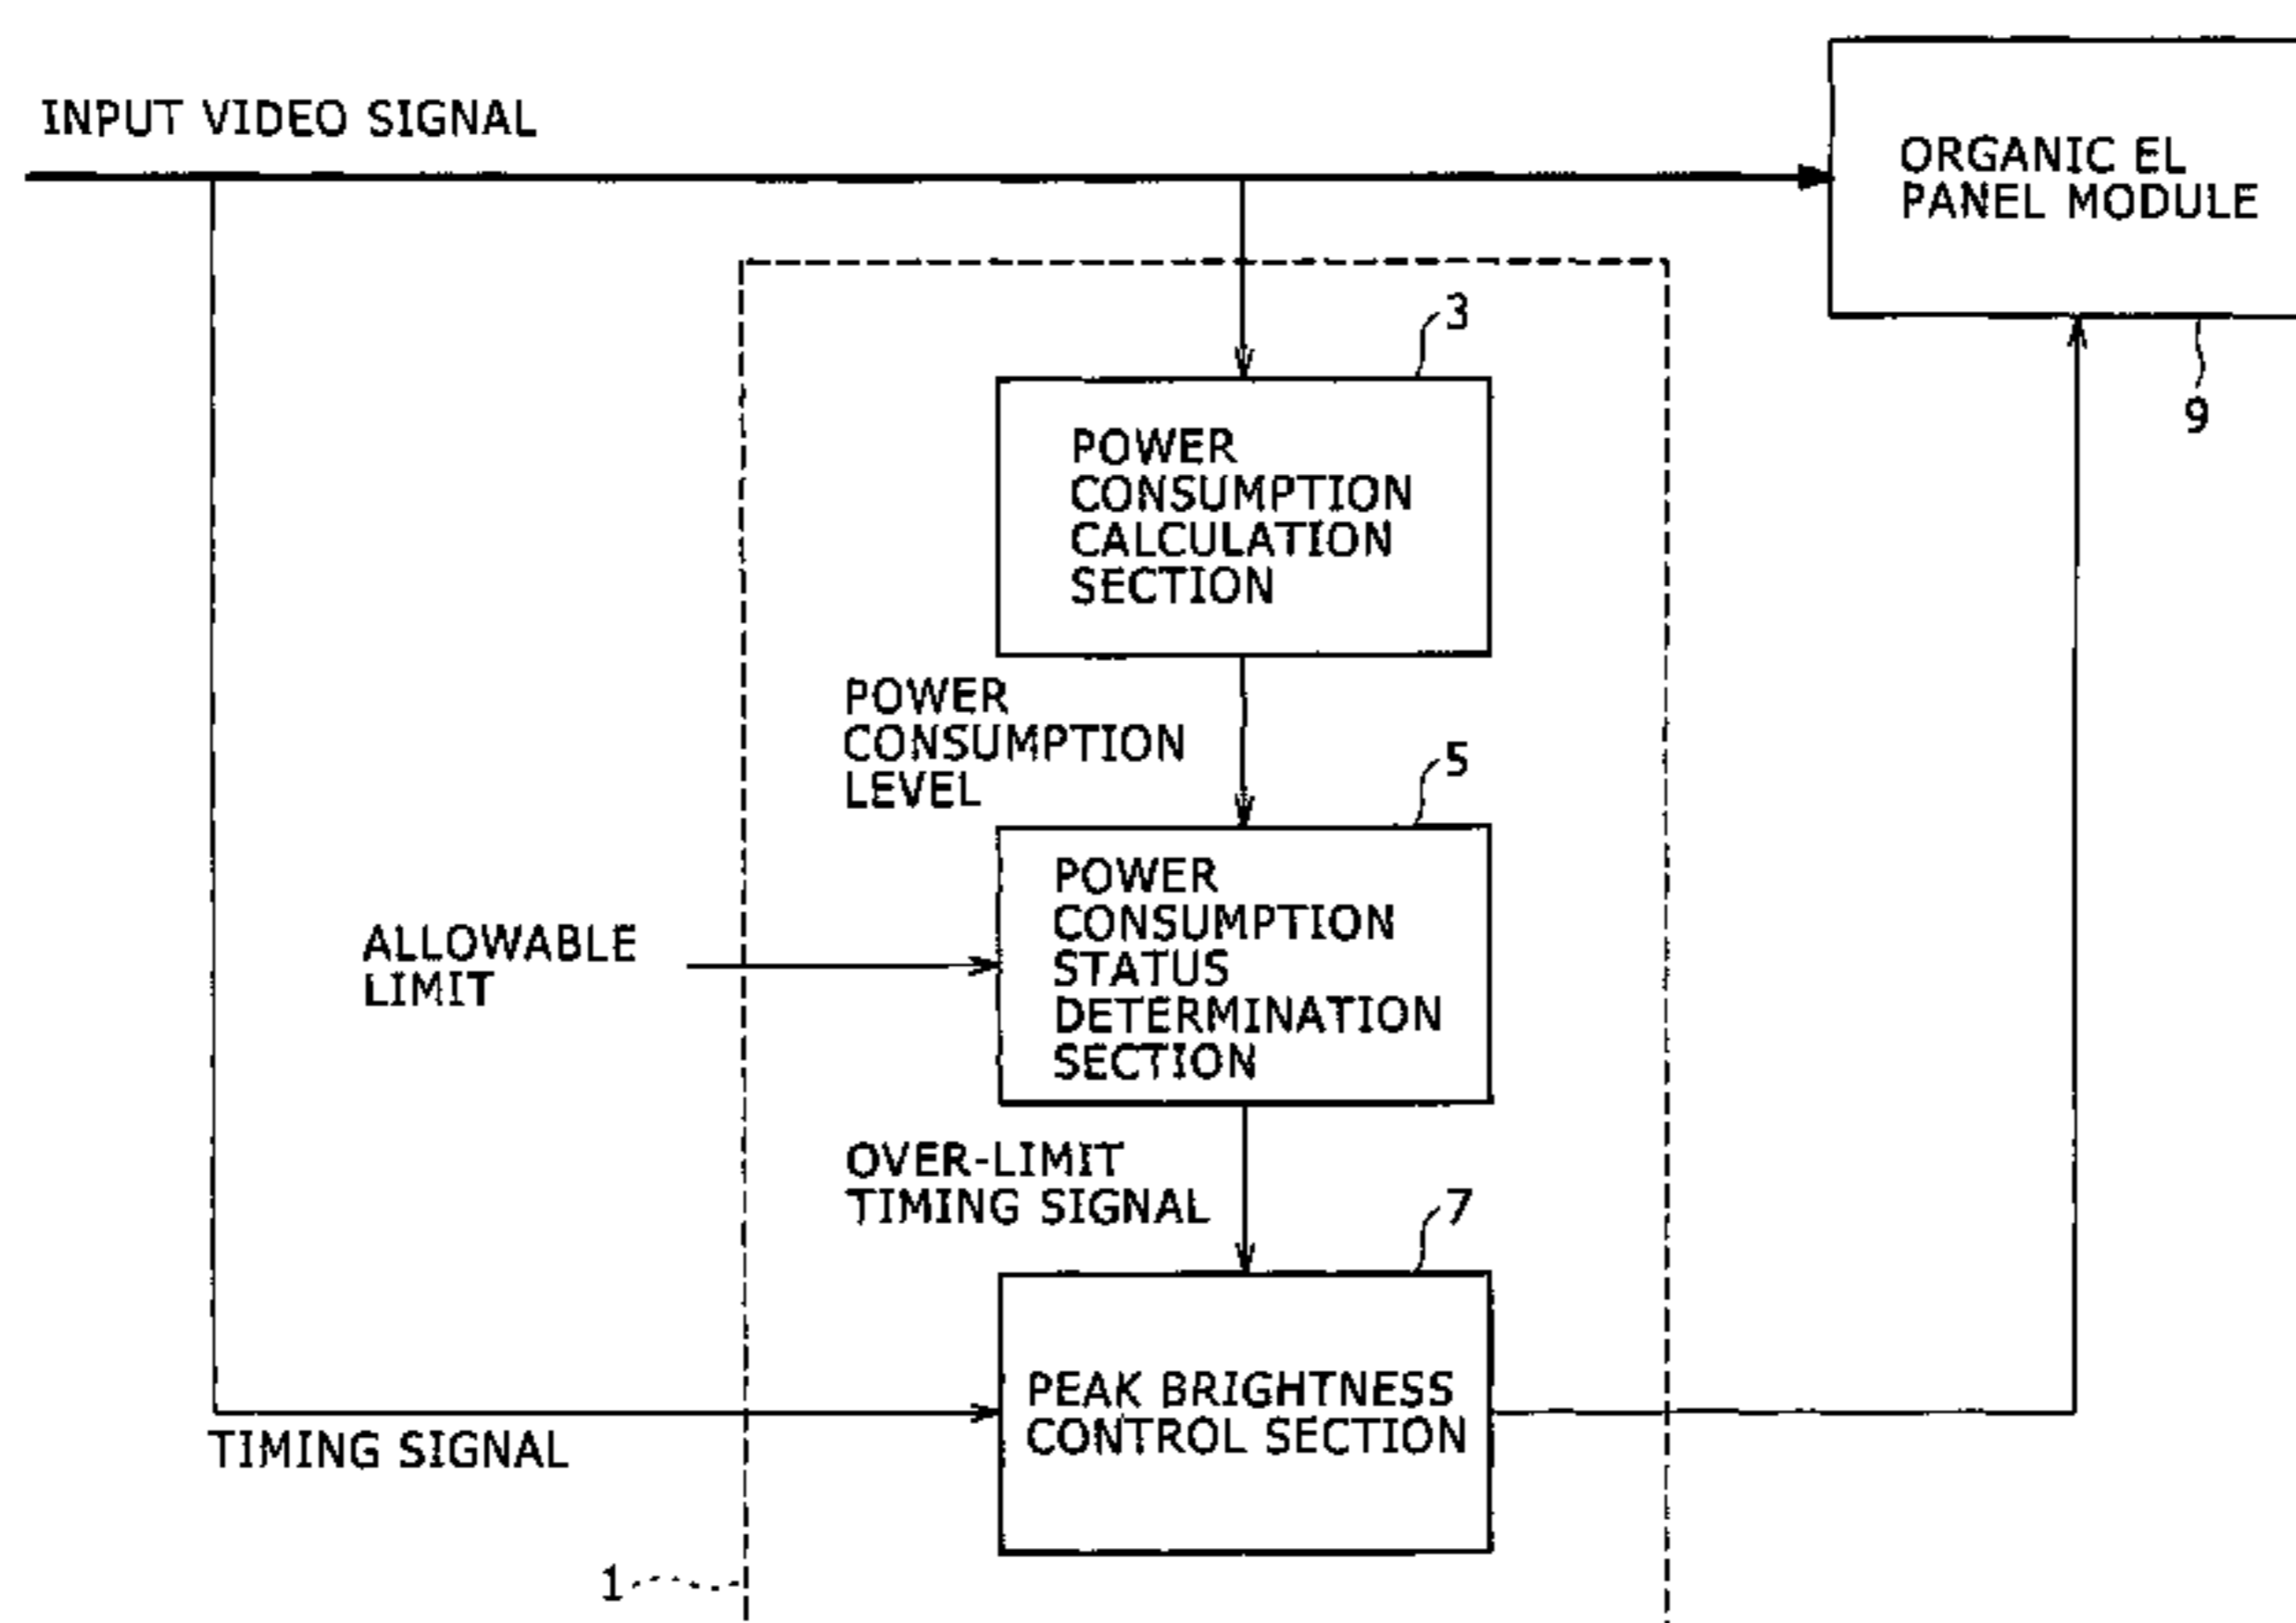 INPUT VIDEO SIGNAL
ORGANIC EL
PANEL MODULE
9
3
POWER
CONSUMPTION
CALCULATION
SECTION
POWER
CONSUMPTION
LEVEL
5
POWER
CONSUMPTION
STATUS
DETERMINATION
SECTION
ALLOWABLE
LIMIT
OVER-LIMIT
TIMING SIGNAL
7
PEAK BRIGHTNESS
CONTROL SECTION
TIMING SIGNAL
1